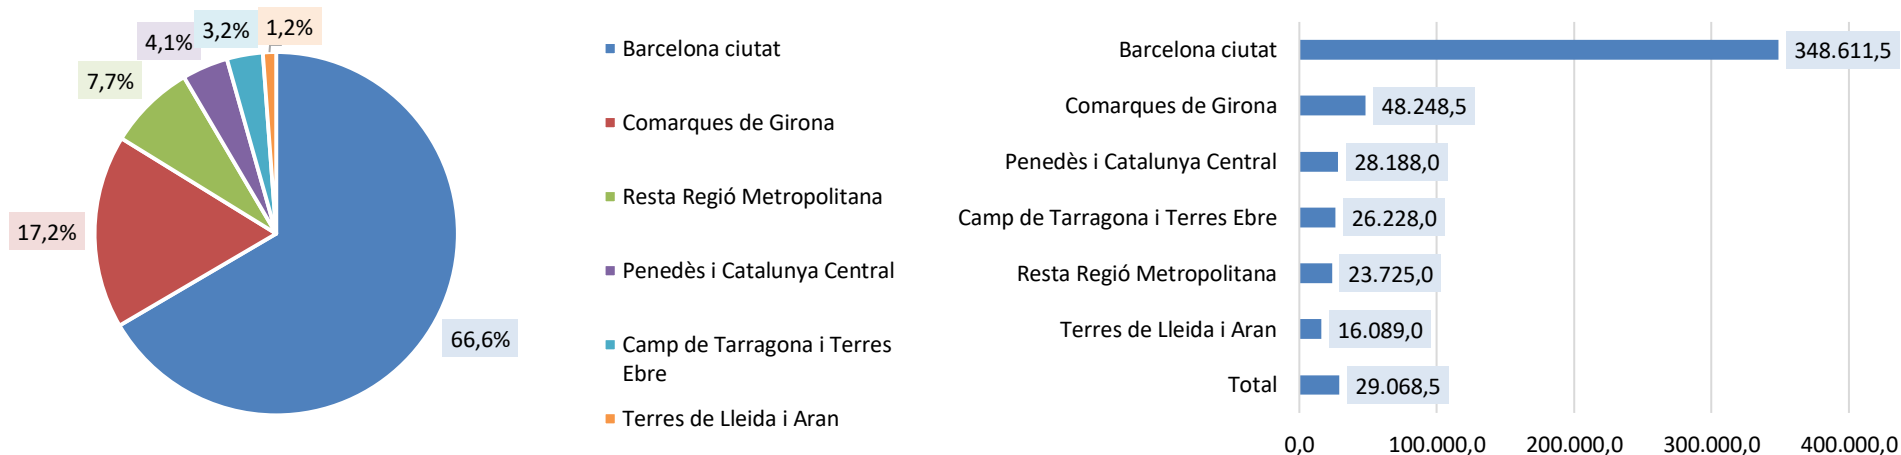 66,6%
17,2%
7,7%
4,1%
3,2%
1,2%
Barcelona ciutat
Comarques de Girona
Resta Regió Metropolitana
Penedès i Catalunya Central
Camp de Tarragona i Terres
Ebre
Terres de Lleida i Aran
Barcelona ciutat 348.611,5
Comarques de Girona 48.248,5
Penedès i Catalunya Central 28.188,0
Camp de Tarragona i Terres Ebre 26.228,0
Resta Regió Metropolitana 23.725,0
Terres de Lleida i Aran 16.089,0
Total 29.068,5
0,0 100.000,0 200.000,0 300.000,0 400.000,0